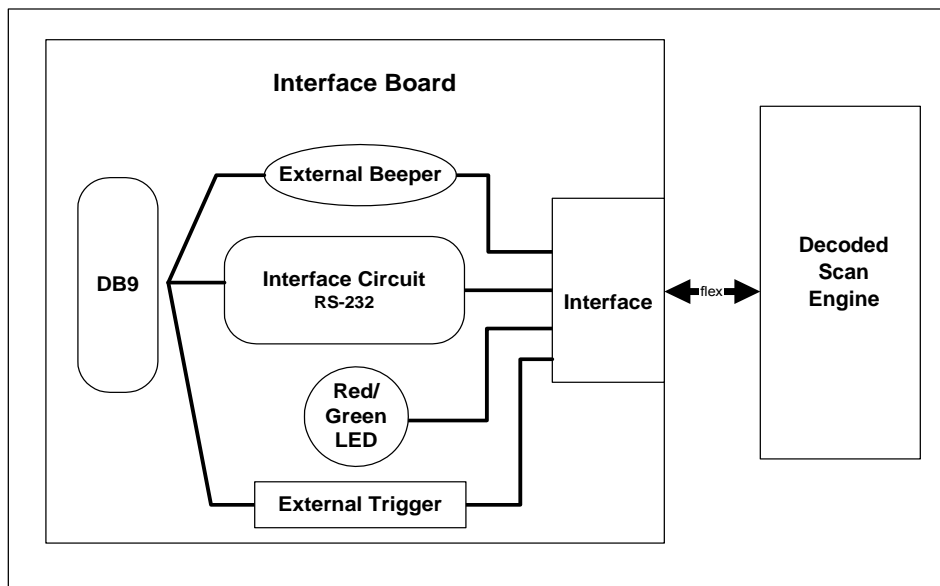 Interface Board
External Beeper
DB9
Interface Circuit
RS-232
Interface
flex
Decoded
Scan
Engine
Red/
Green
LED
External Trigger